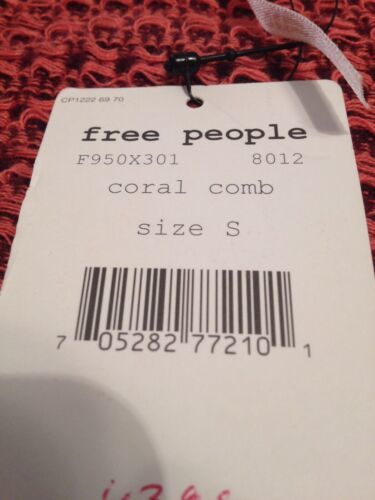 CP1222 69 70
free people
F950X301 8012
coral comb
size S
7 05282 77210 1